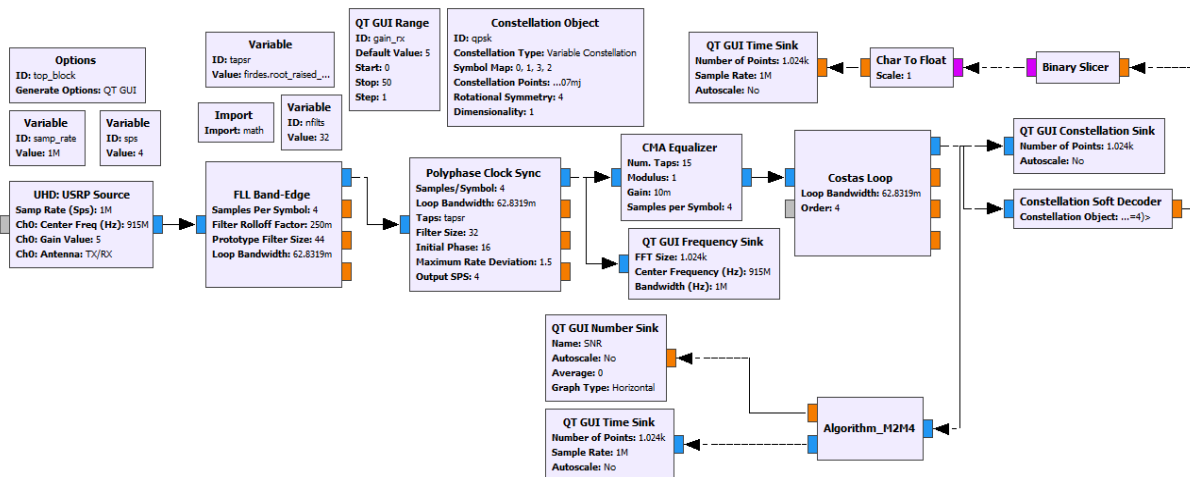 Options
ID: top_block
Generate Options: QT GUI
Variable
ID: tapsr
Value: firdes.root_raised_...
QT GUI Range
ID: gain_rx
Default Value: 5
Start: 0
Stop: 50
Step: 1
Constellation Object
ID: qpsk
Constellation Type: Variable Constellation
Symbol Map: 0, 1, 3, 2
Constellation Points: ...07mj
Rotational Symmetry: 4
Dimensionality: 1
QT GUI Time Sink
Number of Points: 1.024k
Sample Rate: 1M
Autoscale: No
Char To Float
Scale: 1
Binary Slicer
Variable
ID: samp_rate
Value: 1M
Variable
ID: sps
Value: 4
Import
Import: math
Variable
ID: nfilts
Value: 32
UHD: USRP Source
Samp Rate (Sps): 1M
Ch0: Center Freq (Hz): 915M
Ch0: Gain Value: 5
Ch0: Antenna: TX/RX
FLL Band-Edge
Samples Per Symbol: 4
Filter Rolloff Factor: 250m
Prototype Filter Size: 44
Loop Bandwidth: 62.8319m
Polyphase Clock Sync
Samples/Symbol: 4
Loop Bandwidth: 62.8319m
Taps: tapsr
Filter Size: 32
Initial Phase: 16
Maximum Rate Deviation: 1.5
Output SPS: 4
CMA Equalizer
Num. Taps: 15
Modulus: 1
Gain: 10m
Samples per Symbol: 4
Costas Loop
Loop Bandwidth: 62.8319m
Order: 4
QT GUI Constellation Sink
Number of Points: 1.024k
Autoscale: No
Constellation Soft Decoder
Constellation Object: ...=4)>
QT GUI Frequency Sink
FFT Size: 1.024k
Center Frequency (Hz): 915M
Bandwidth (Hz): 1M
QT GUI Number Sink
Name: SNR
Autoscale: No
Average: 0
Graph Type: Horizontal
QT GUI Time Sink
Number of Points: 1.024k
Sample Rate: 1M
Autoscale: No
Algorithm_M2M4